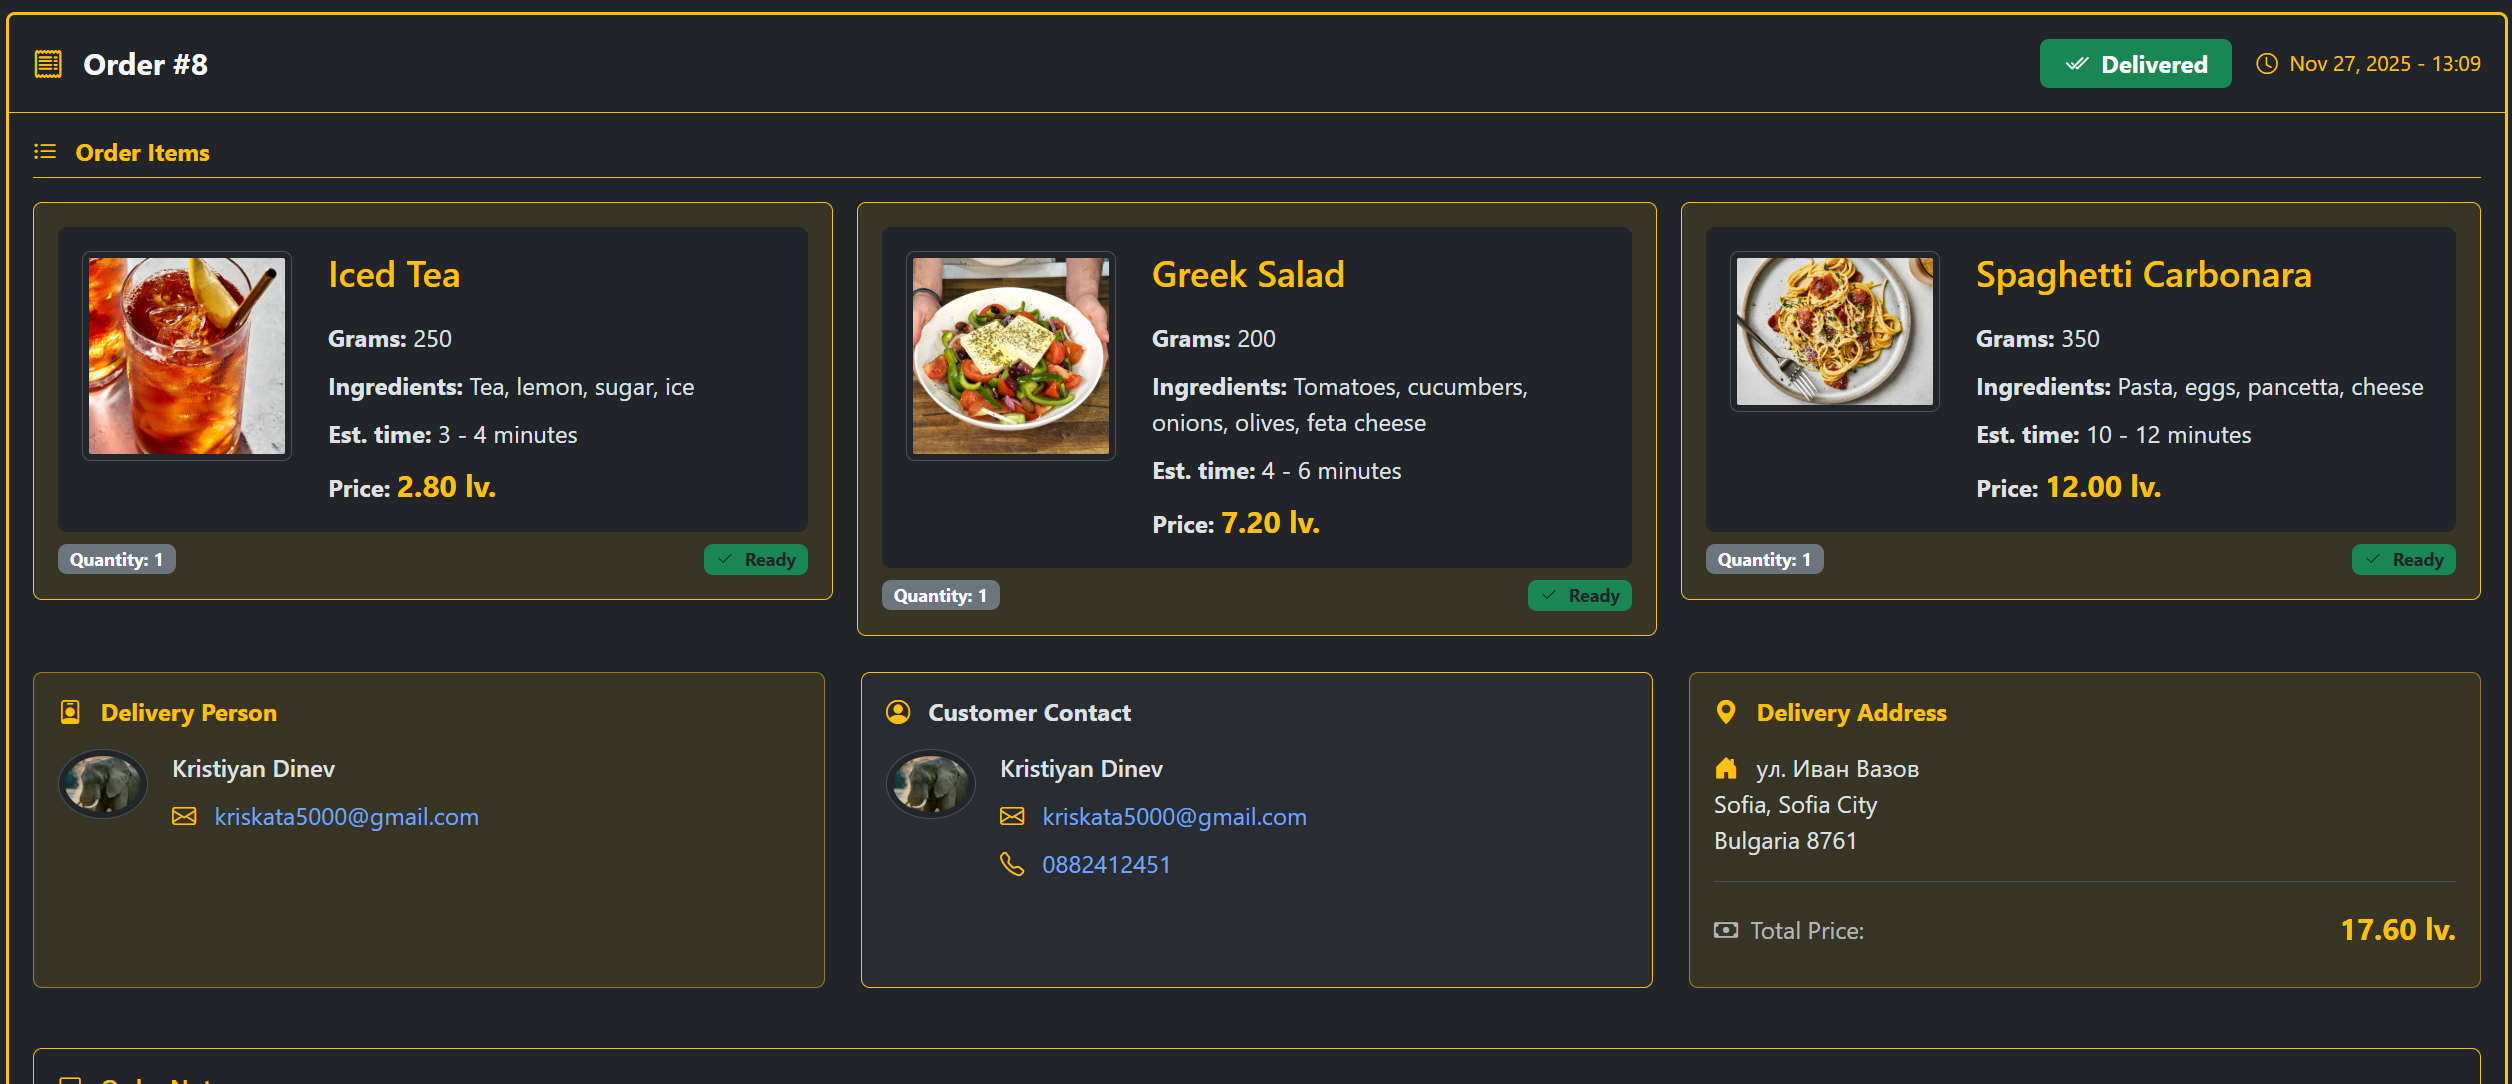 Order #8
Delivered
Nov 27, 2025 - 13:09
Order Items
Iced Tea
Grams: 250
Ingredients: Tea, lemon, sugar, ice
Est. time: 3 - 4 minutes
Price: 2.80 lv.
Quantity: 1
Ready
Greek Salad
Grams: 200
Ingredients: Tomatoes, cucumbers,
onions, olives, feta cheese
Est. time: 4 - 6 minutes
Price: 7.20 lv.
Quantity: 1
Ready
Spaghetti Carbonara
Grams: 350
Ingredients: Pasta, eggs, pancetta, cheese
Est. time: 10 - 12 minutes
Price: 12.00 lv.
Quantity: 1
Ready
Delivery Person
Kristiyan Dinev
kriskata5000@gmail.com
Customer Contact
Kristiyan Dinev
kriskata5000@gmail.com
0882412451
Delivery Address
ул. Иван Вазов
Sofia, Sofia City
Bulgaria 8761
Total Price:
17.60 lv.